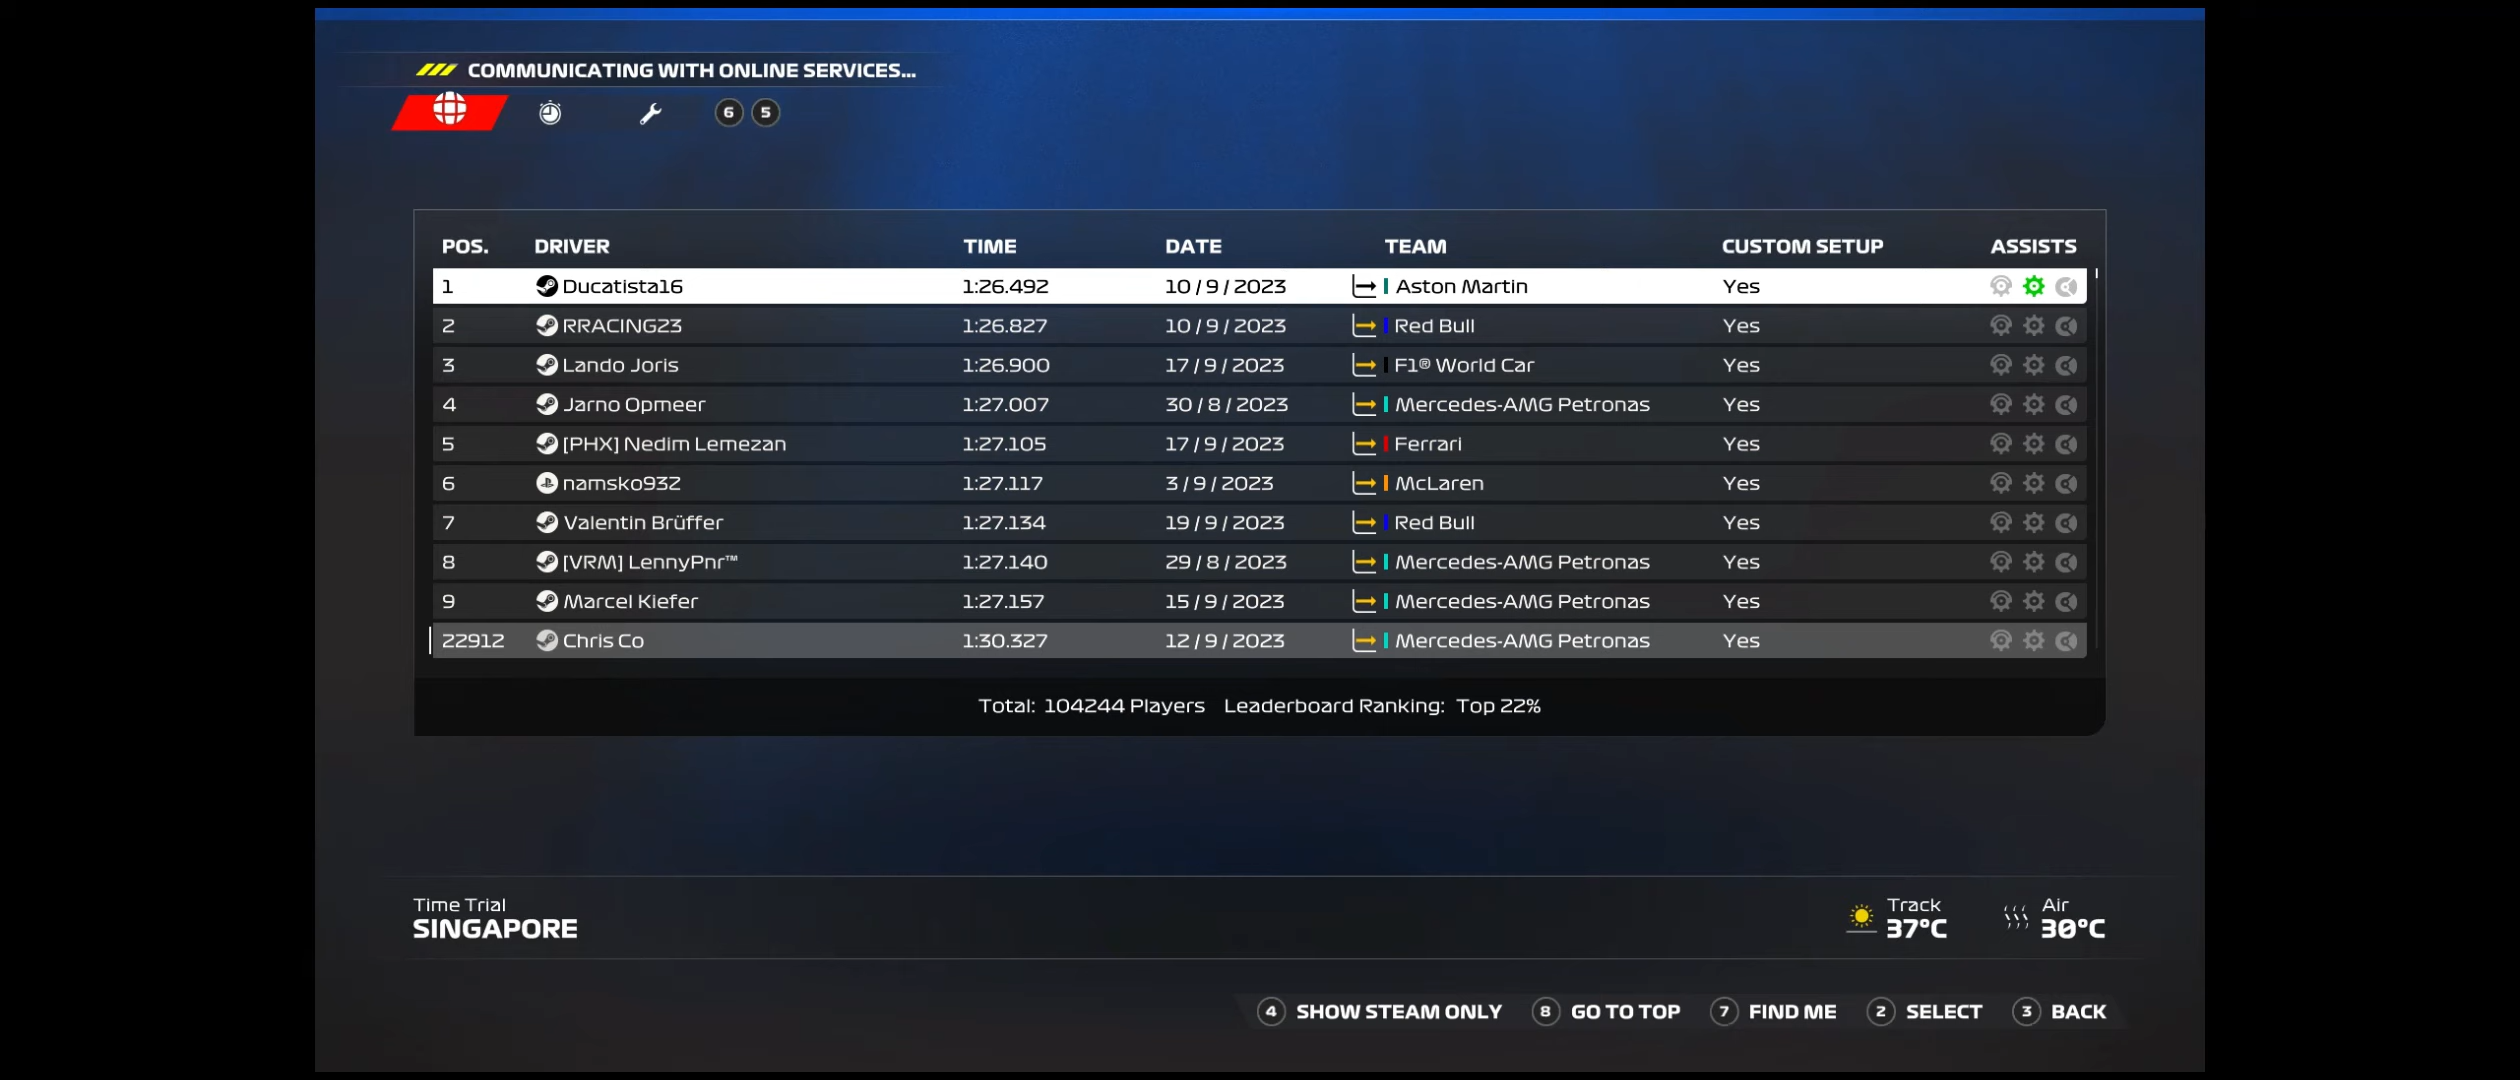 COMMUNICATING WITH ONLINE SERVICES...
6 5
POS. DRIVER TIME DATE TEAM CUSTOM SETUP ASSISTS
1 Ducatista16 1:26.492 10/9/2023 Aston Martin Yes
2 RRACING23 1:26.827 10/9/2023 Red Bull Yes
3 Lando Joris 1:26.900 17/9/2023 F1® World Car Yes
4 Jarno Opmeer 1:27.007 30/8/2023 Mercedes-AMG Petronas Yes
5 [PHX] Nedim Lemezan 1:27.105 17/9/2023 Ferrari Yes
6 namsko932 1:27.117 3/9/2023 McLaren Yes
7 Valentin Brüffer 1:27.134 19/9/2023 Red Bull Yes
8 [VRM] LennyPnr™ 1:27.140 29/8/2023 Mercedes-AMG Petronas Yes
9 Marcel Kiefer 1:27.157 15/9/2023 Mercedes-AMG Petronas Yes
22912 Chris Co 1:30.327 12/9/2023 Mercedes-AMG Petronas Yes
Total: 104244 Players Leaderboard Ranking: Top 22%
Time Trial Track Air
SINGAPORE 37°C 30°C
4 SHOW STEAM ONLY 8 GO TO TOP 7 FIND ME 2 SELECT 3 BACK